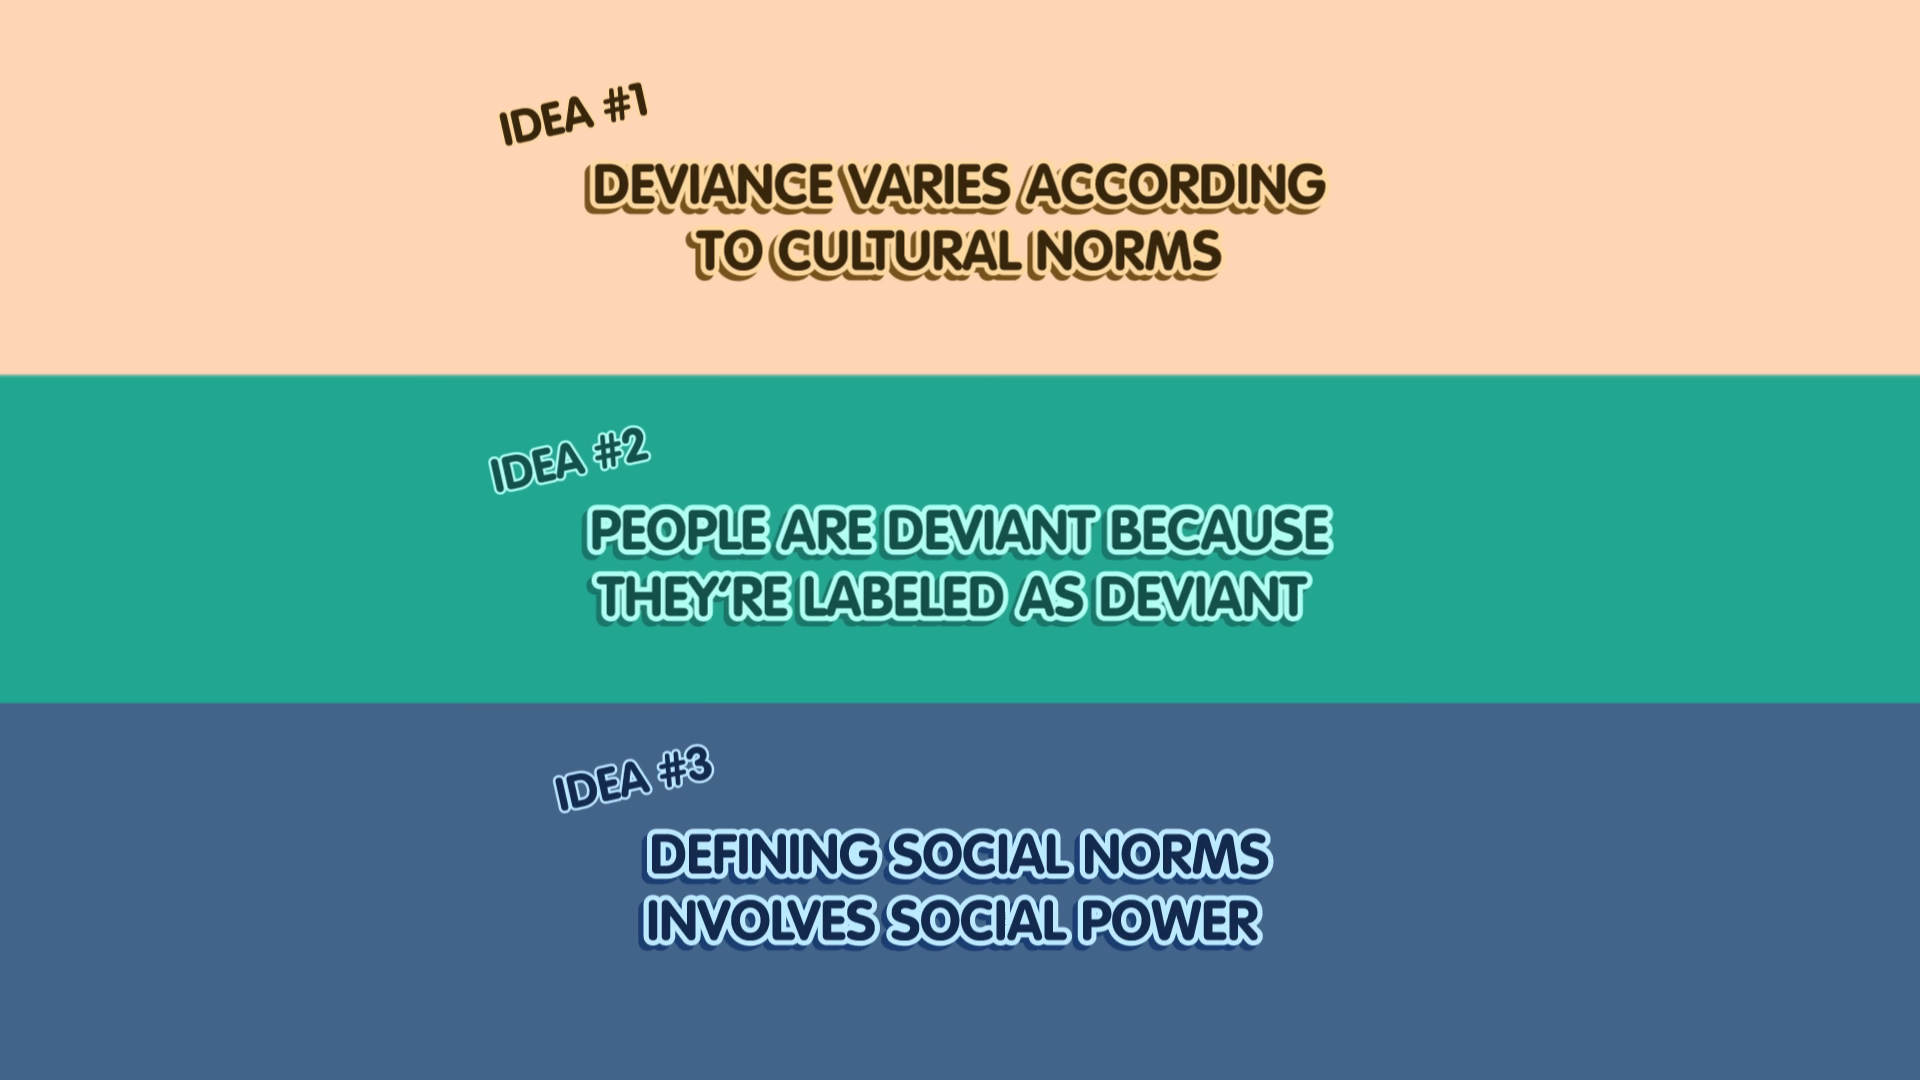 IDEA #1
DEVIANCE VARIES ACCORDING
TO CULTURAL NORMS
IDEA #2
PEOPLE ARE DEVIANT BECAUSE
THEY'RE LABELED AS DEVIANT
IDEA #3
DEFINING SOCIAL NORMS
INVOLVES SOCIAL POWER